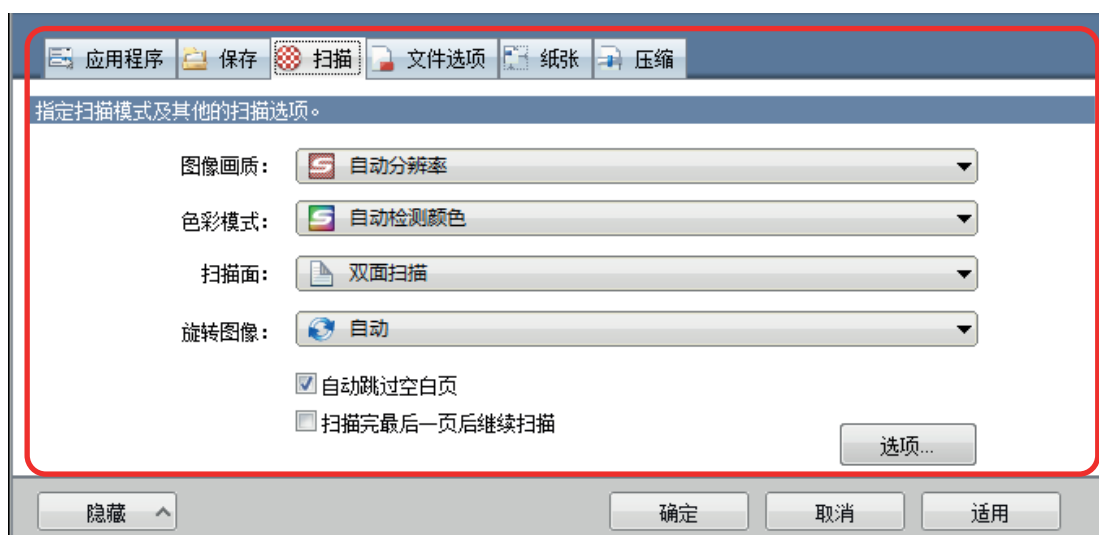 应用程序 保存 扫描 文件选项 纸张 压缩
指定扫描模式及其他的扫描选项。
图像画质: 自动分辨率
色彩模式: 自动检测颜色
扫描面: 双面扫描
旋转图像: 自动
自动跳过空白页
扫描完最后一页后继续扫描
选项...
隐藏 确定 取消 适用